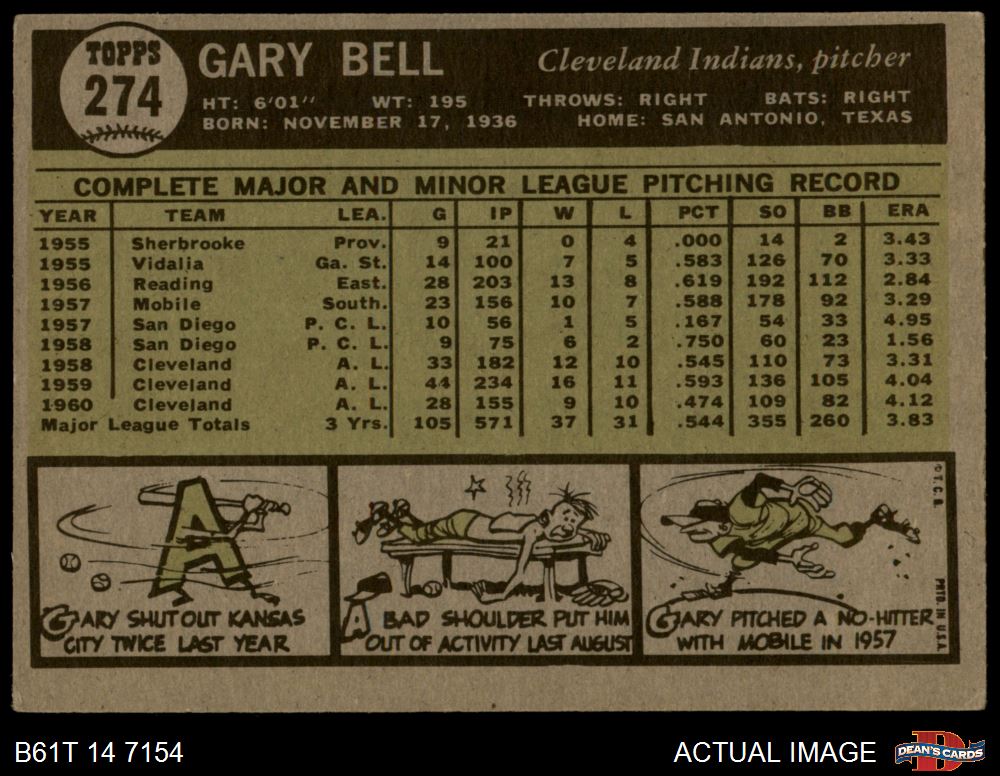 TOPPS
274
GARY BELL
Cleveland Indians, pitcher
HT: 6'01" WT: 195 THROWS: RIGHT BATS: RIGHT
BORN: NOVEMBER 17, 1936 HOME: SAN ANTONIO, TEXAS
COMPLETE MAJOR AND MINOR LEAGUE PITCHING RECORD
YEAR TEAM LEA. G IP W L PCT SO BB ERA
1955 Sherbrooke Prov. 9 21 0 4 .000 14 2 3.43
1955 Vidalia Ga. St. 14 100 7 5 .583 126 70 3.33
1956 Reading East. 28 203 13 8 .619 192 112 2.84
1957 Mobile South. 23 156 10 7 .588 178 92 3.29
1957 San Diego P. C. L. 10 56 1 5 .167 54 33 4.95
1958 San Diego P. C. L. 9 75 6 2 .750 60 23 1.56
1958 Cleveland A. L. 33 182 12 10 .545 110 73 3.31
1959 Cleveland A. L. 44 234 16 11 .593 136 105 4.04
1960 Cleveland A. L. 28 155 9 10 .474 109 82 4.12
Major League Totals 3 Yrs. 105 571 37 31 .544 355 260 3.83
A
GARY SHUT OUT KANSAS
CITY TWICE LAST YEAR
A BAD SHOULDER PUT HIM
OUT OF ACTIVITY LAST AUGUST
GARY PITCHED A NO-HITTER
WITH MOBILE IN 1957
© T.C.G.
PRTD. IN U.S.A.
B61T 14 7154
ACTUAL IMAGE
D
DEAN'S CARDS